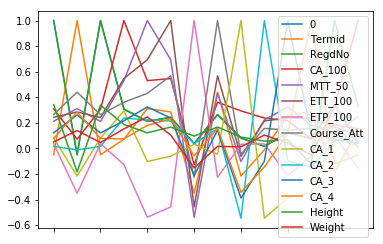 1.0
0.8
0.6
0.4
0.2
0.0
−0.2
−0.4
−0.6
0
Termid
RegdNo
CA_100
MTT_50
ETT_100
ETP_100
Course_Att
CA_1
CA_2
CA_3
CA_4
Height
Weight